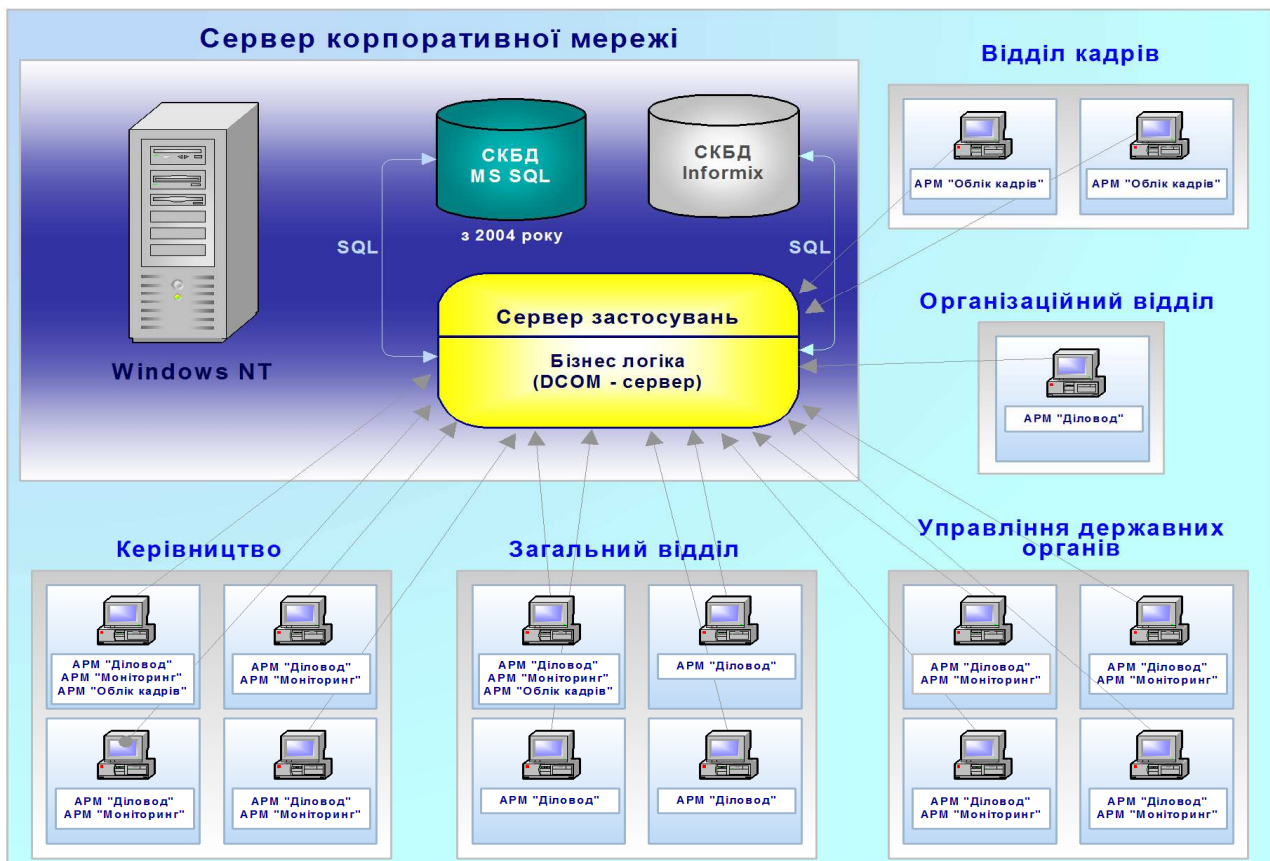 Сервер корпоративної мережі
Windows NT
СКБД
MS SQL
з 2004 року
СКБД
Informix
SQL
SQL
Сервер застосувань
Бізнес логіка
(DCOM - сервер)
Відділ кадрів
АРМ "Облік кадрів"
АРМ "Облік кадрів"
Організаційний відділ
АРМ "Діловод"
Керівництво
АРМ "Діловод"
АРМ "Моніторинг"
АРМ "Облік кадрів"
АРМ "Діловод"
АРМ "Моніторинг"
АРМ "Діловод"
АРМ "Моніторинг"
АРМ "Діловод"
АРМ "Моніторинг"
Загальний відділ
АРМ "Діловод"
АРМ "Моніторинг"
АРМ "Облік кадрів"
АРМ "Діловод"
АРМ "Діловод"
АРМ "Діловод"
Управління державних
органів
АРМ "Діловод"
АРМ "Моніторинг"
АРМ "Діловод"
АРМ "Моніторинг"
АРМ "Діловод"
АРМ "Моніторинг"
АРМ "Діловод"
АРМ "Моніторинг"